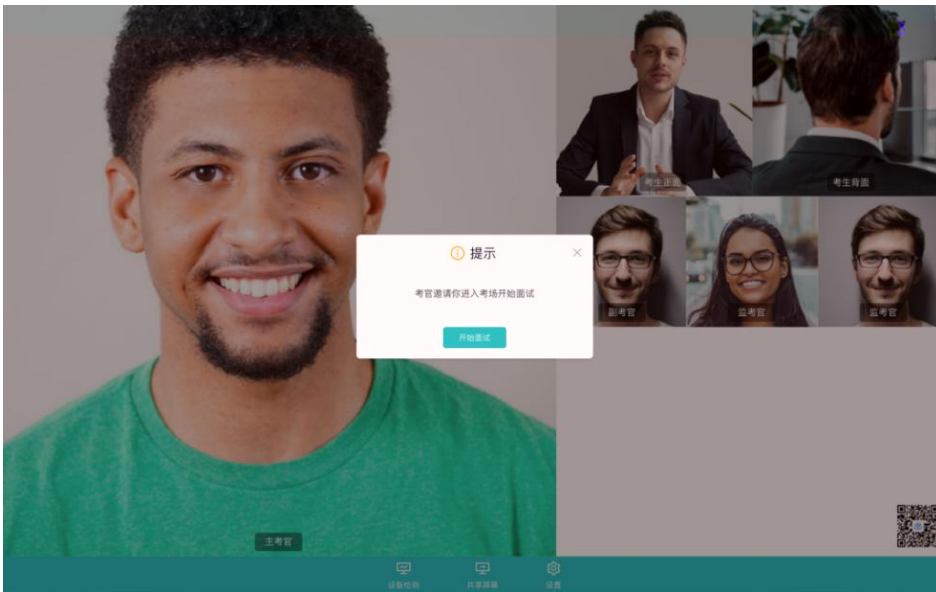 考生正面
考生背面
提示
考官邀请你进入考场开始面试
开始面试
副考官
监考官
监考官
主考官
设备检测
共享屏幕
设置